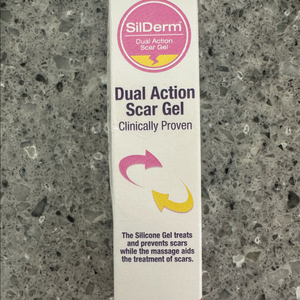 SilDerm™
Dual Action
Scar Gel
Dual Action
Scar Gel
Clinically Proven
The Silicone Gel treats
and prevents scars
while the massage aids
the treatment of scars.